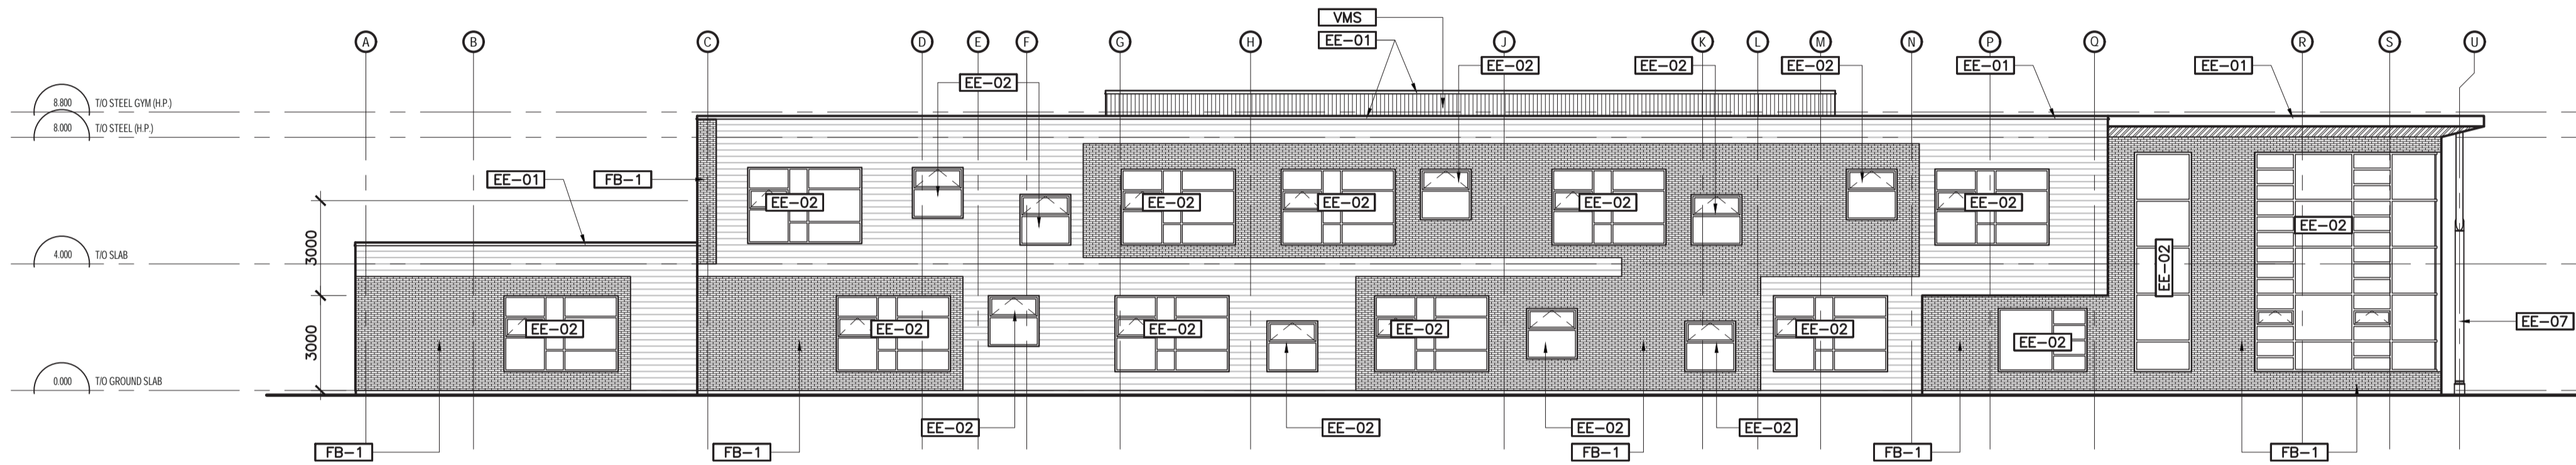 VMS
EE-01
A B C D E F G H J K L M N P Q R S U
EE-02 EE-02 EE-02 EE-02 EE-01 EE-01
8.800 T/O STEEL GYM (H.P.)
8.000 T/O STEEL (H.P.)
EE-01 FB-1
EE-02 EE-02 EE-02 EE-02 EE-02
EE-02
3000
4.000 T/O SLAB
EE-02
EE-07
3000
EE-02 EE-02 EE-02 EE-02 EE-02
EE-02
0.000 T/O GROUND SLAB
EE-02 EE-02 EE-02 EE-02
FB-1 FB-1 FB-1 FB-1 FB-1